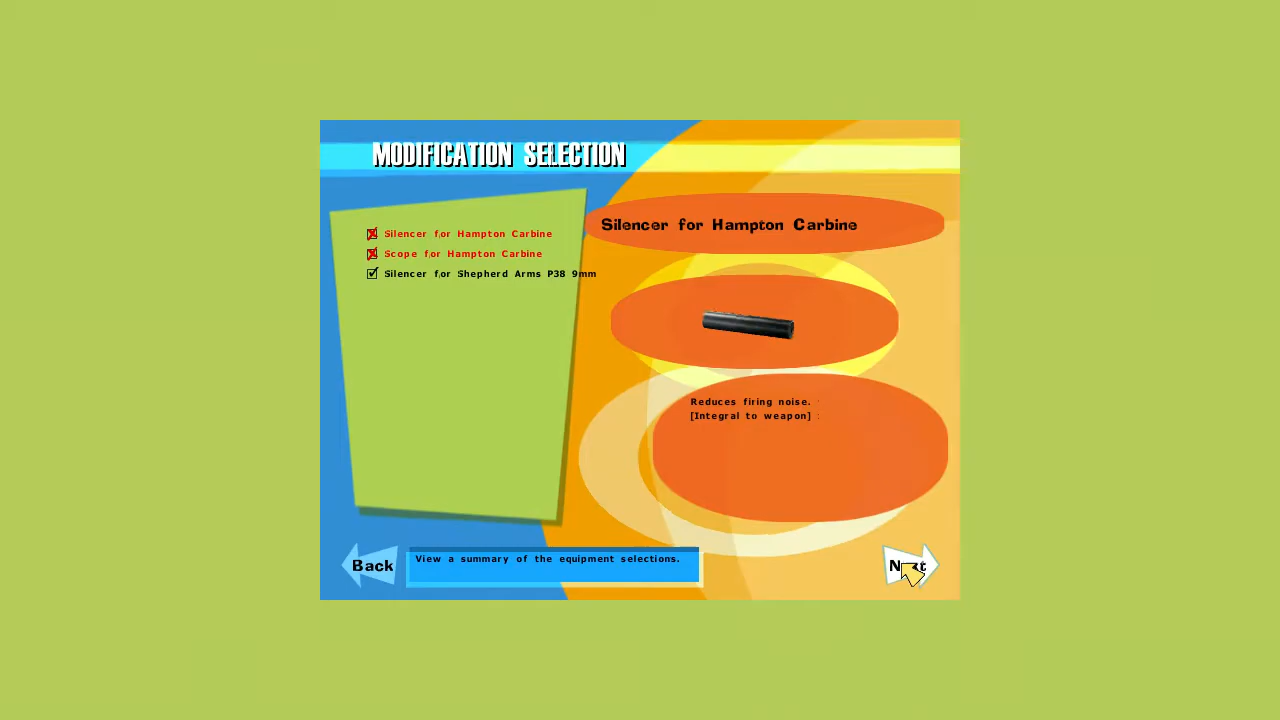 MODIFICATION SELECTION
Silencer for Hampton Carbine
Scope for Hampton Carbine
Silencer for Shepherd Arms P38 9mm
Silencer for Hampton Carbine
Reduces firing noise.
[Integral to weapon]
Back
View a summary of the equipment selections.
Next